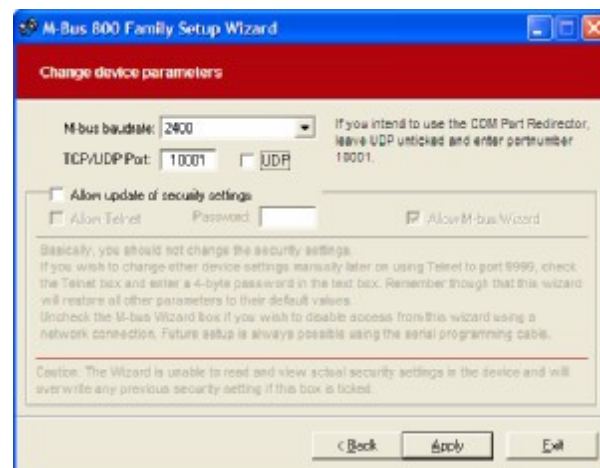 M-Bus 800 Family Setup Wizard
Change device parameters
M-bus baudrate: 2400
If you intend to use the COM Port Redirector,
leave UDP unticked and enter portnumber
10001.
TCP/UDP Port: 10001 UDP
Allow update of security settings
Allow Telnet Password: Allow M-bus Wizard
Basically, you should not change the security settings.
If you wish to change other device settings manually later on using Telnet to port 9999, check
the Telnet box and enter a 4-byte password in the text box. Remember though that this wizard
will restore all other parameters to their default values.
Uncheck the M-bus Wizard box if you wish to disable access from this wizard using a
network connection. Future setup is always possible using the serial programming cable.
Caution: The Wizard is unable to read and view actual security settings in the device and will
overwrite any previous security setting if this box is ticked.
< Back Apply Exit